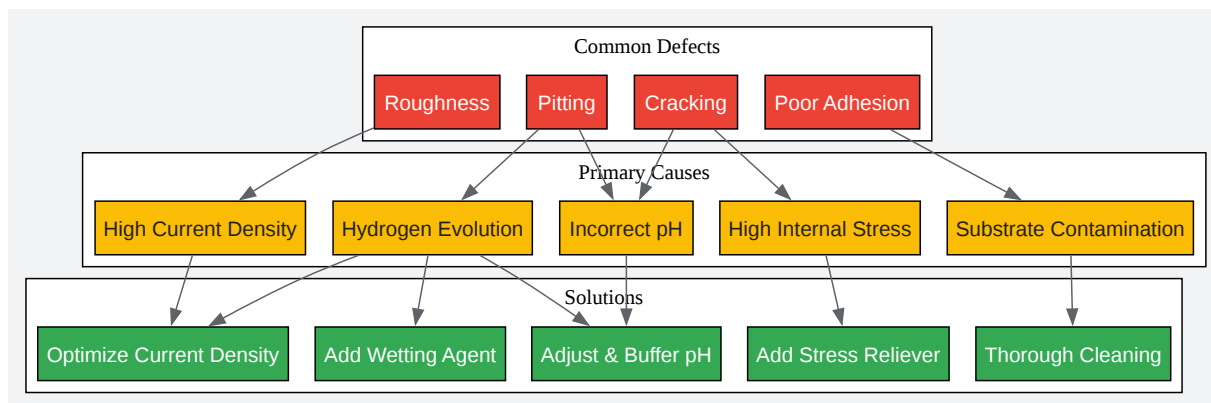 Common Defects
Roughness
Pitting
Cracking
Poor Adhesion
Primary Causes
High Current Density
Hydrogen Evolution
Incorrect pH
High Internal Stress
Substrate Contamination
Solutions
Optimize Current Density
Add Wetting Agent
Adjust & Buffer pH
Add Stress Reliever
Thorough Cleaning